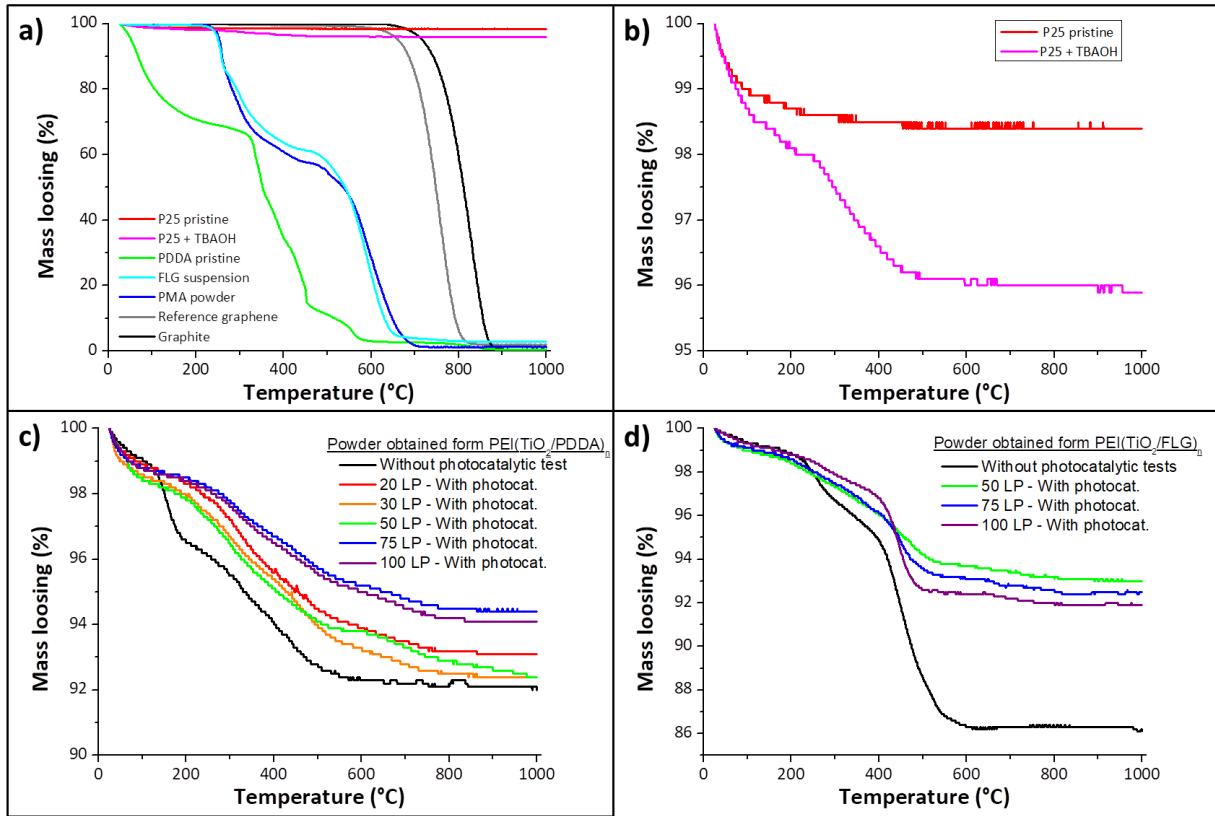 a)
Mass loosing (%)
100
80
60
40
20
0
P25 pristine
P25 + TBAOH
PDDA pristine
FLG suspension
PMA powder
Reference graphene
Graphite
0 200 400 600 800 1000
Temperature (°C)
b)
Mass loosing (%)
100
99
98
97
96
95
P25 pristine
P25 + TBAOH
0 200 400 600 800 1000
Temperature (°C)
c)
Mass loosing (%)
100
98
96
94
92
90
Powder obtained form PEI(TiO2/PDDA)n
Without photocatalytic test
20 LP - With photocat.
30 LP - With photocat.
50 LP - With photocat.
75 LP - With photocat.
100 LP - With photocat.
0 200 400 600 800 1000
Temperature (°C)
d)
Mass loosing (%)
100
98
96
94
92
90
88
86
Powder obtained form PEI(TiO2/FLG)n
Without photocatalytic tests
50 LP - With photocat.
75 LP - With photocat.
100 LP - With photocat.
0 200 400 600 800 1000
Temperature (°C)